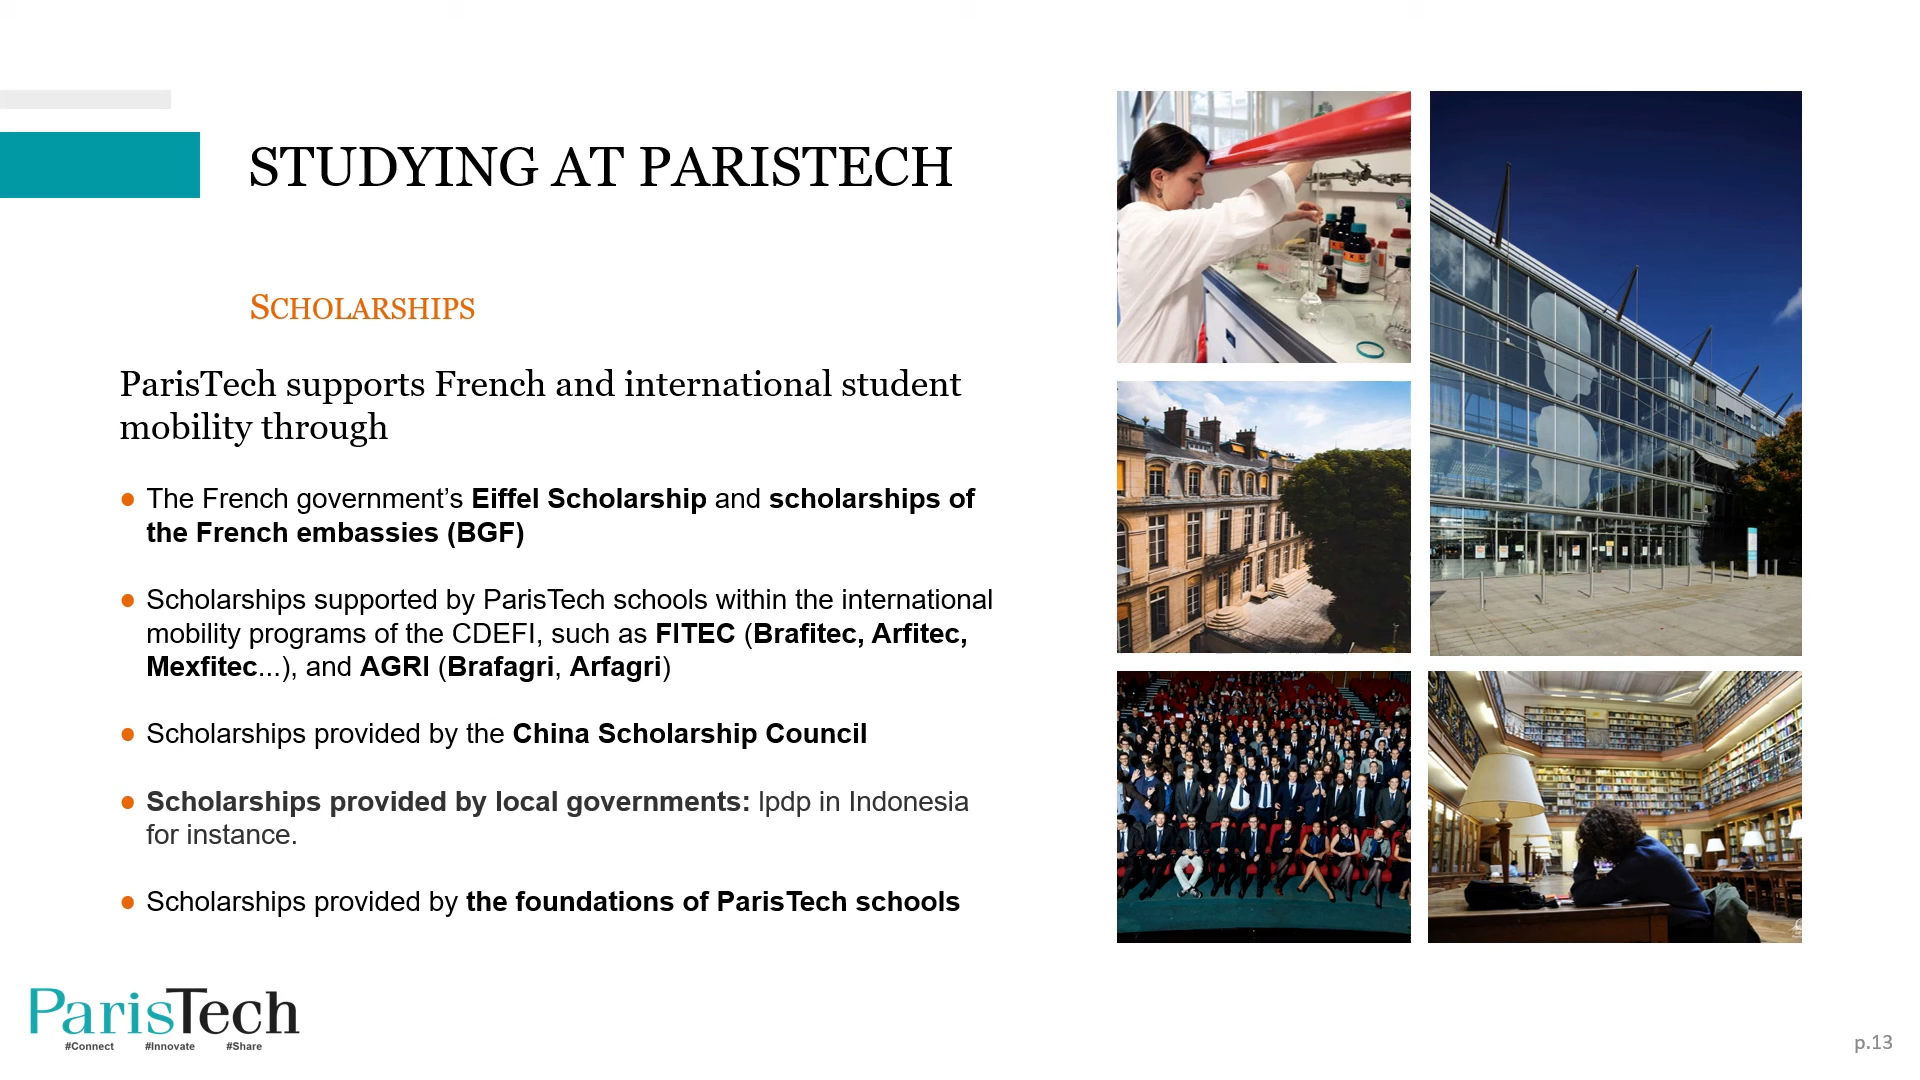 STUDYING AT PARISTECH
SCHOLARSHIPS
ParisTech supports French and international student
mobility through
● The French government’s Eiffel Scholarship and scholarships of
the French embassies (BGF)
● Scholarships supported by ParisTech schools within the international
mobility programs of the CDEFI, such as FITEC (Brafitec, Arfitec,
Mexfitec...), and AGRI (Brafagri, Arfagri)
● Scholarships provided by the China Scholarship Council
● Scholarships provided by local governments: lpdp in Indonesia
for instance.
● Scholarships provided by the foundations of ParisTech schools
ParisTech
#Connect #Innovate #Share
p.13